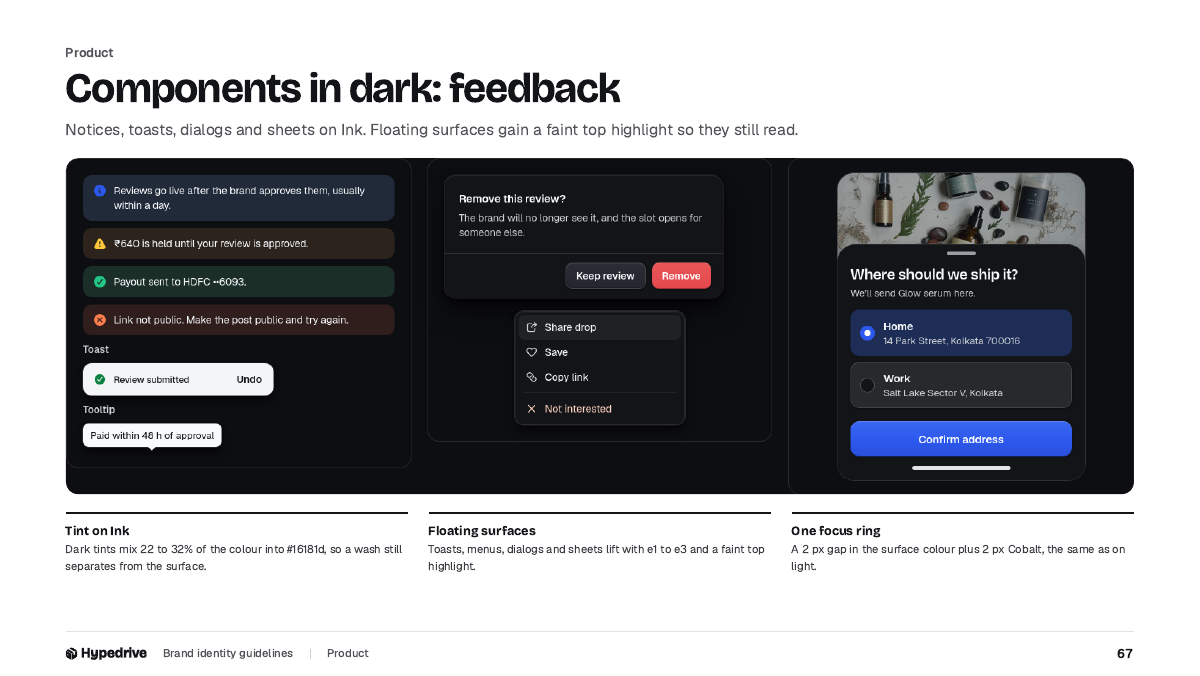 Product
Components in dark: feedback
Notices, toasts, dialogs and sheets on Ink. Floating surfaces gain a faint top highlight so they still read.
Reviews go live after the brand approves them, usually
within a day.
₹640 is held until your review is approved.
Payout sent to HDFC ••6093.
Link not public. Make the post public and try again.
Toast
Review submitted
Undo
Tooltip
Paid within 48 h of approval
Remove this review?
The brand will no longer see it, and the slot opens for
someone else.
Keep review
Remove
Share drop
Save
Copy link
Not interested
Where should we ship it?
We'll send Glow serum here.
Home
14 Park Street, Kolkata 700016
Work
Salt Lake Sector V, Kolkata
Confirm address
Tint on Ink
Dark tints mix 22 to 32% of the colour into #16181d, so a wash still
separates from the surface.
Floating surfaces
Toasts, menus, dialogs and sheets lift with e1 to e3 and a faint top
highlight.
One focus ring
A 2 px gap in the surface colour plus 2 px Cobalt, the same as on
light.
Hypedrive
Brand identity guidelines
Product
67